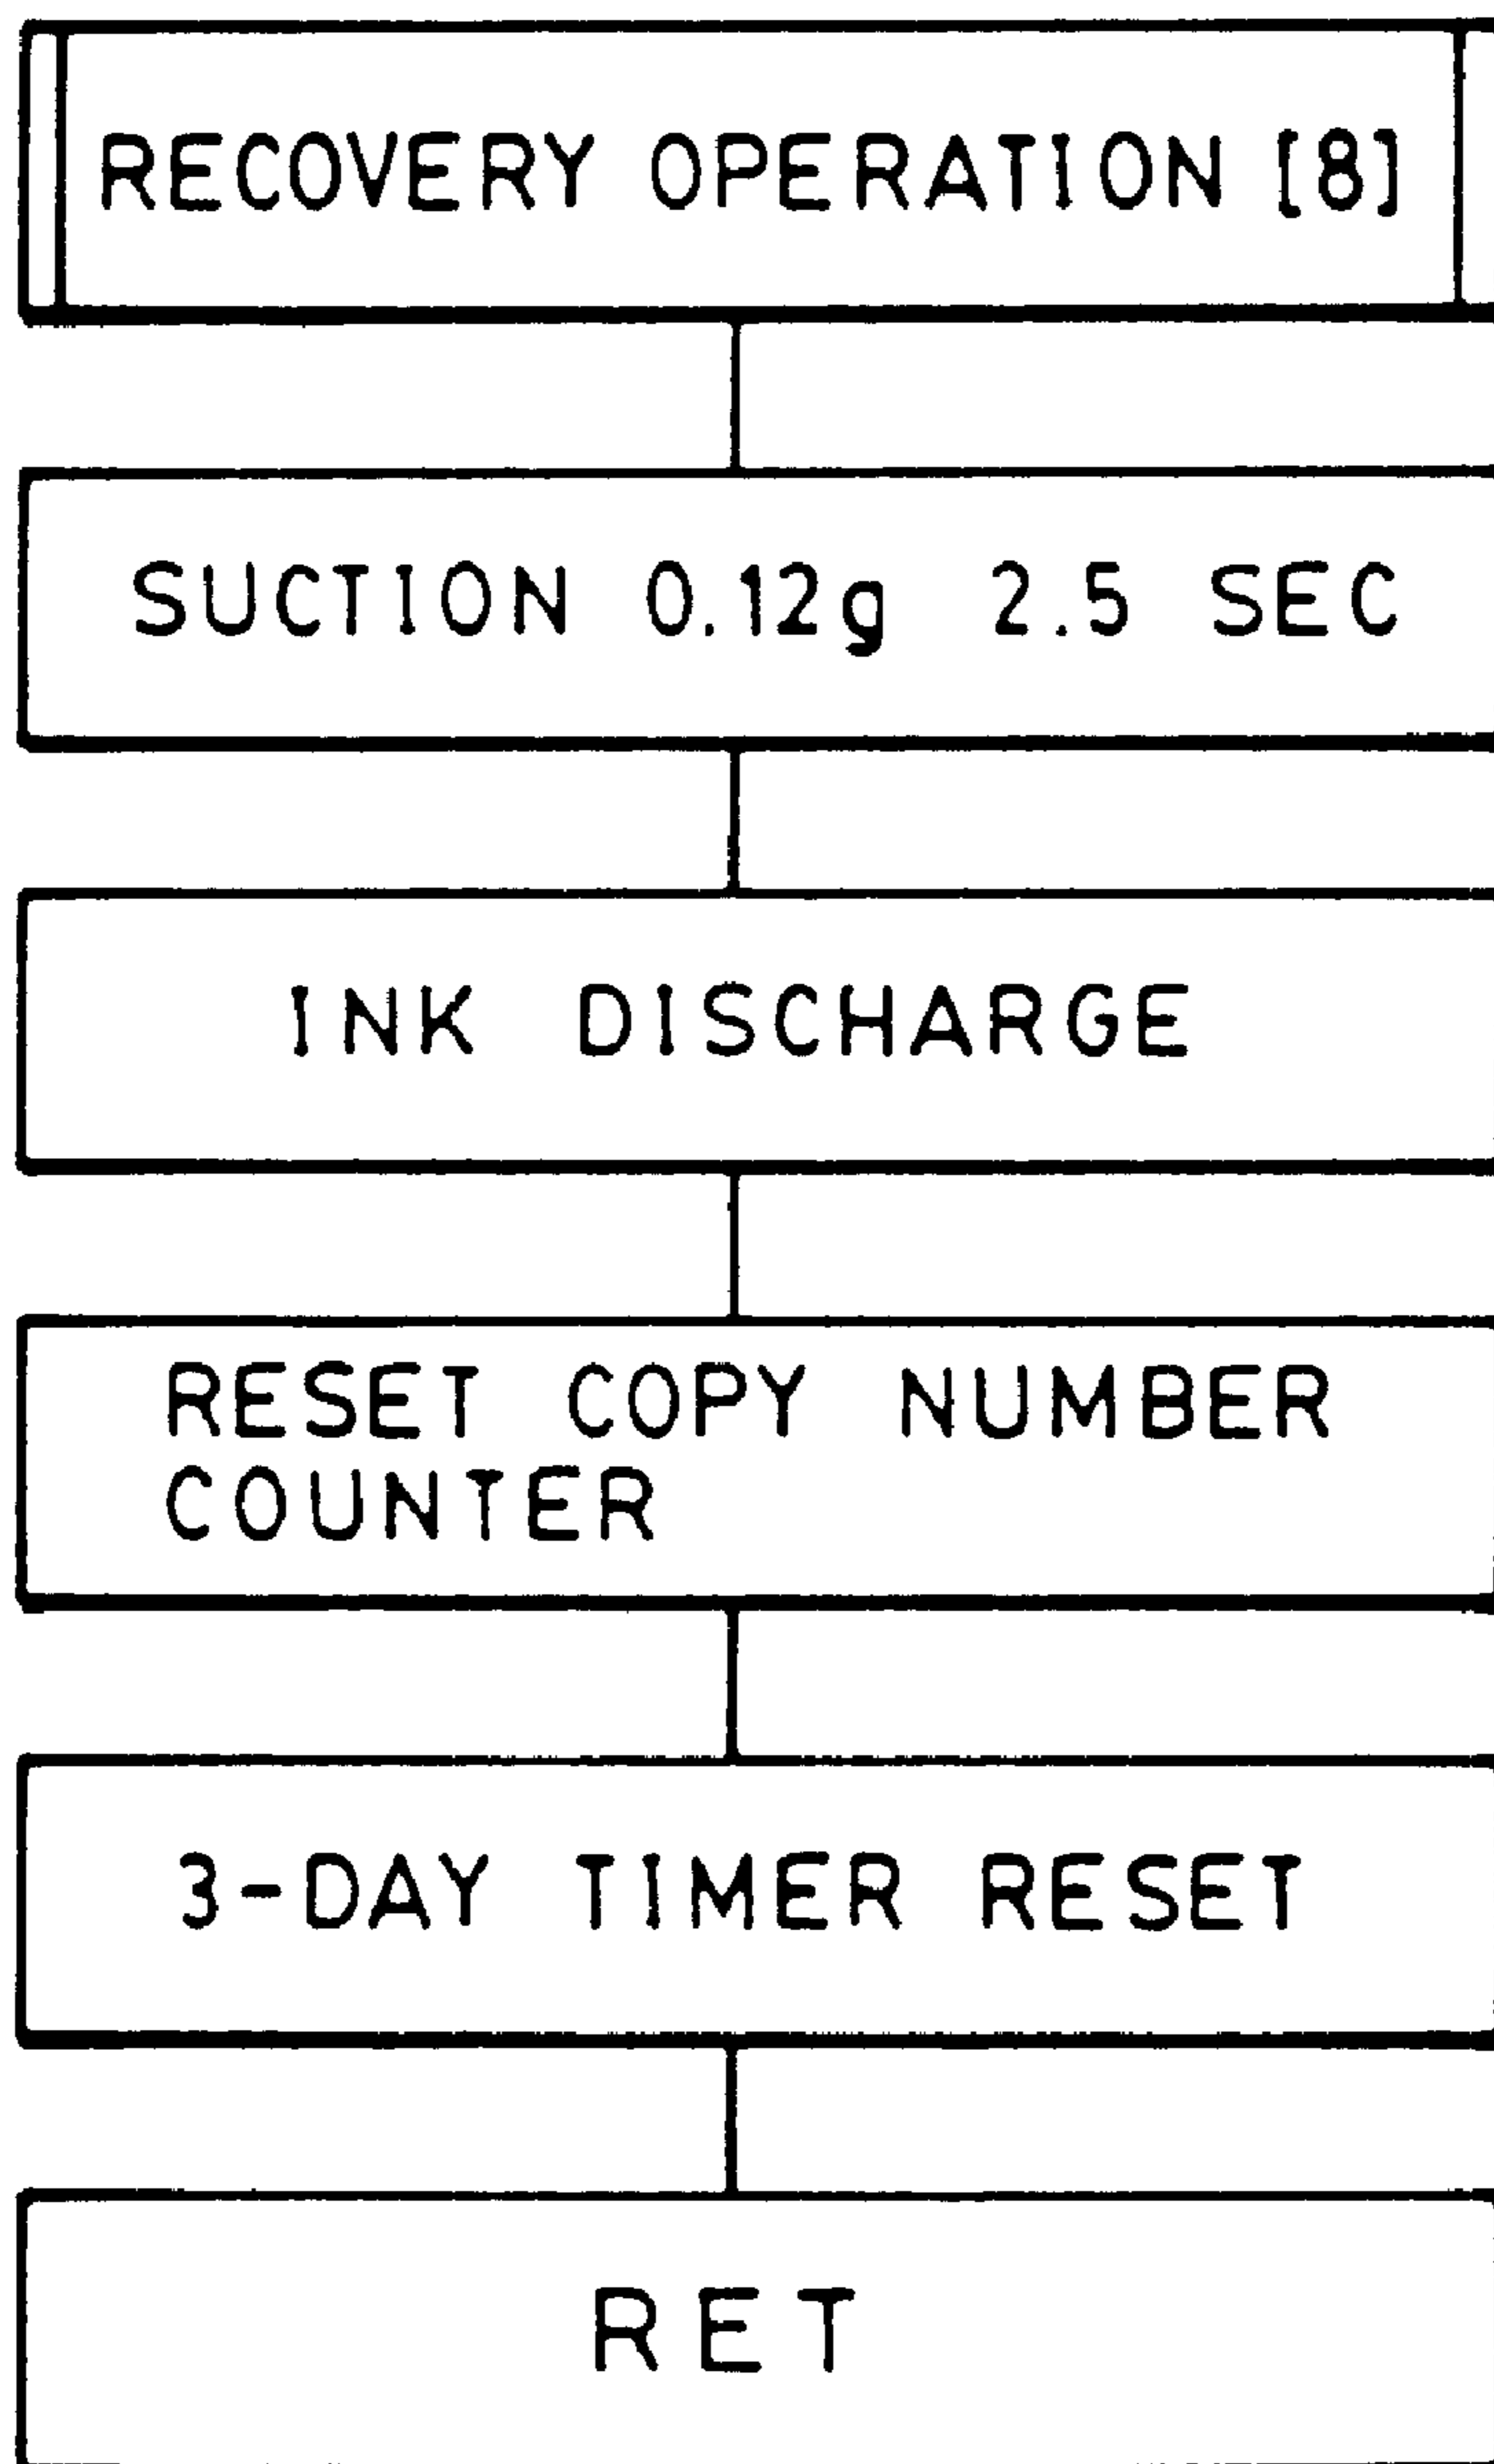 RECOVERY OPERATION [8]
SUCTION 0.12g 2.5 SEC
INK DISCHARGE
RESET COPY NUMBER
COUNTER
3-DAY TIMER RESET
RET